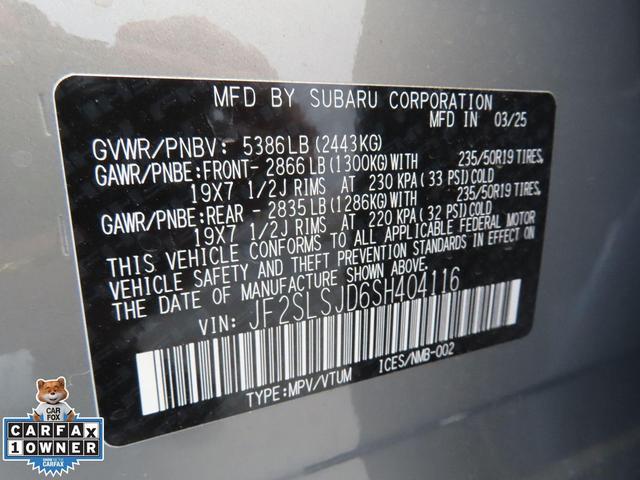 MFD BY SUBARU CORPORATION
MFD IN 03/25
GVWR/PNBV: 5386LB(2443KG)
GAWR/PNBE:FRONT- 2866LB(1300KG)WITH 235/50R19 TIRES,
19X7 1/2J RIMS AT 230 KPA(33 PSI)COLD
GAWR/PNBE:REAR - 2835LB(1286KG)WITH 235/50R19 TIRES,
19X7 1/2J RIMS AT 220 KPA(32 PSI)COLD
THIS VEHICLE CONFORMS TO ALL APPLICABLE FEDERAL MOTOR
VEHICLE SAFETY AND THEFT PREVENTION STANDARDS IN EFFECT ON
THE DATE OF MANUFACTURE SHOWN ABOVE.
VIN: JF2SLSJD6SH404116
TYPE:MPV/VTUM ICES/NMB-002
CAR
FOX
CARFAX
1 OWNER
CARFAX